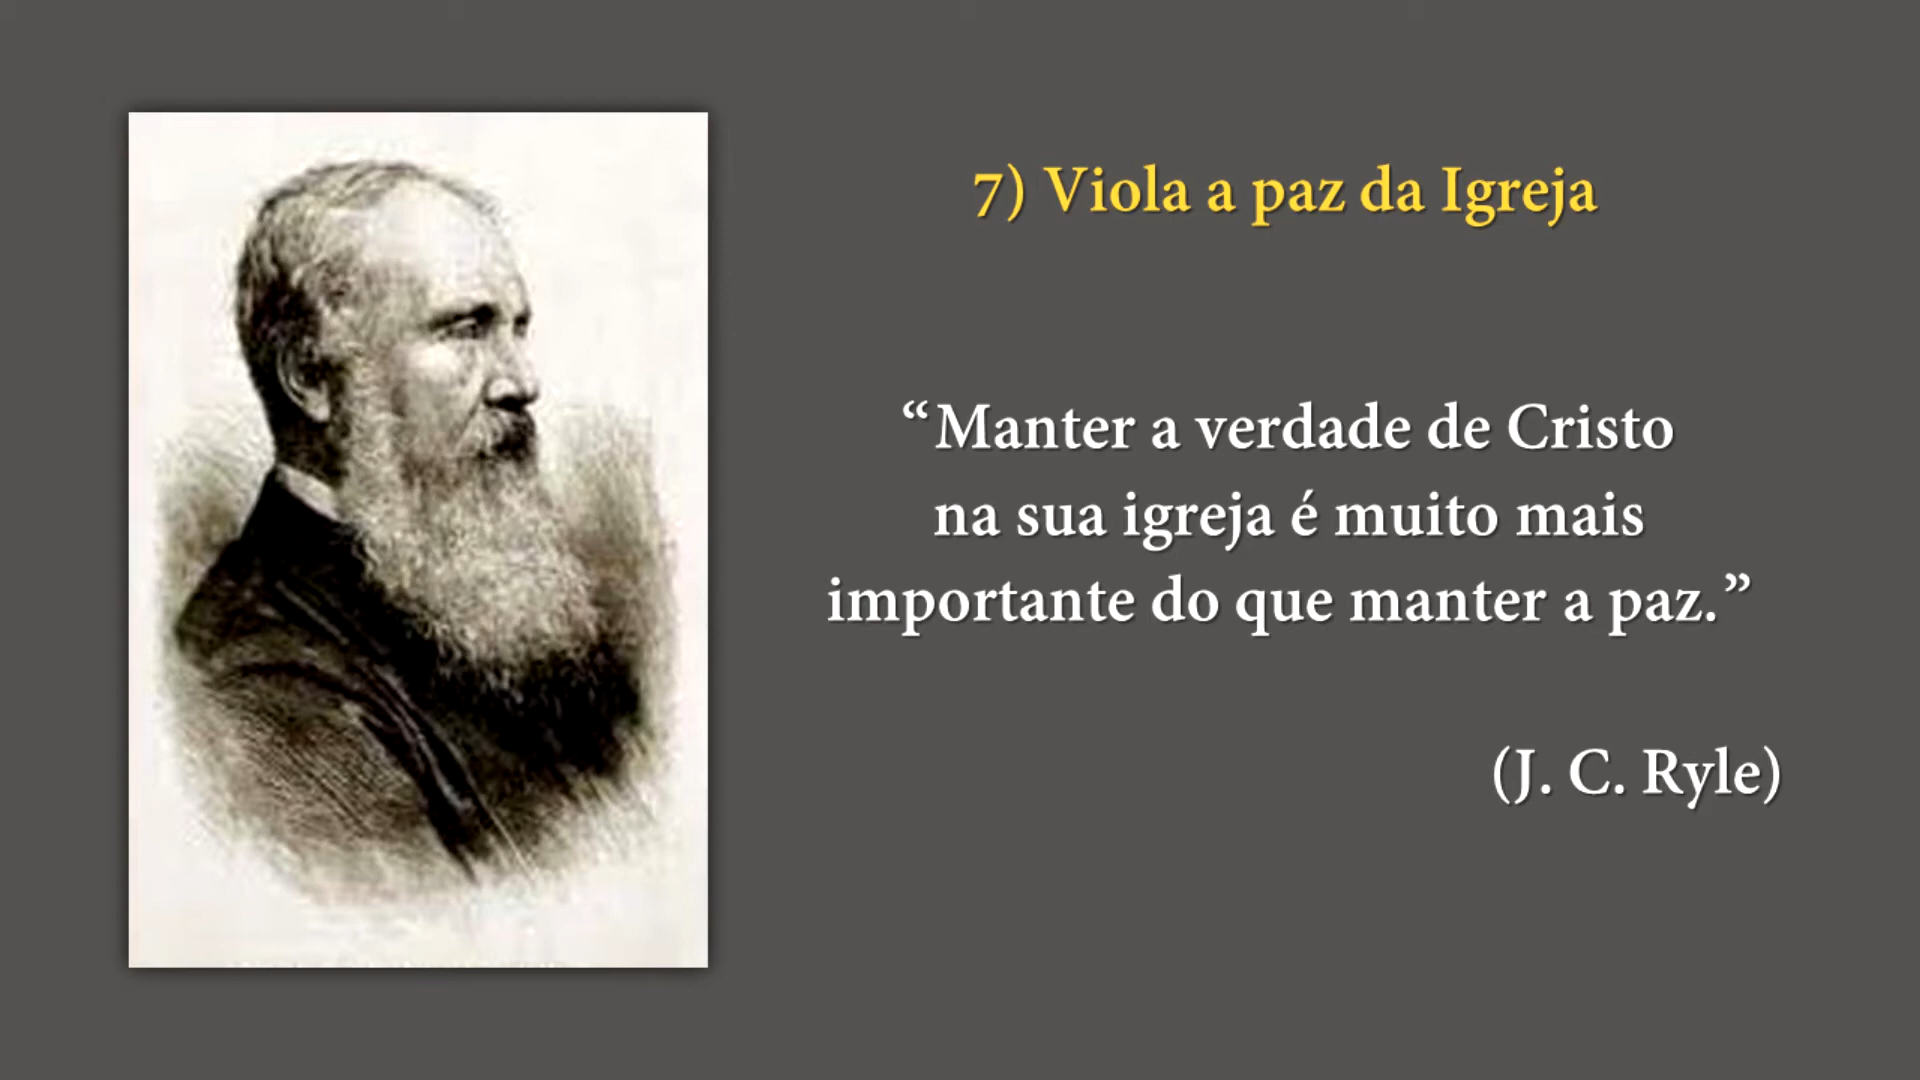 7) Viola a paz da Igreja
“Manter a verdade de Cristo
na sua igreja é muito mais
importante do que manter a paz.”
(J. C. Ryle)